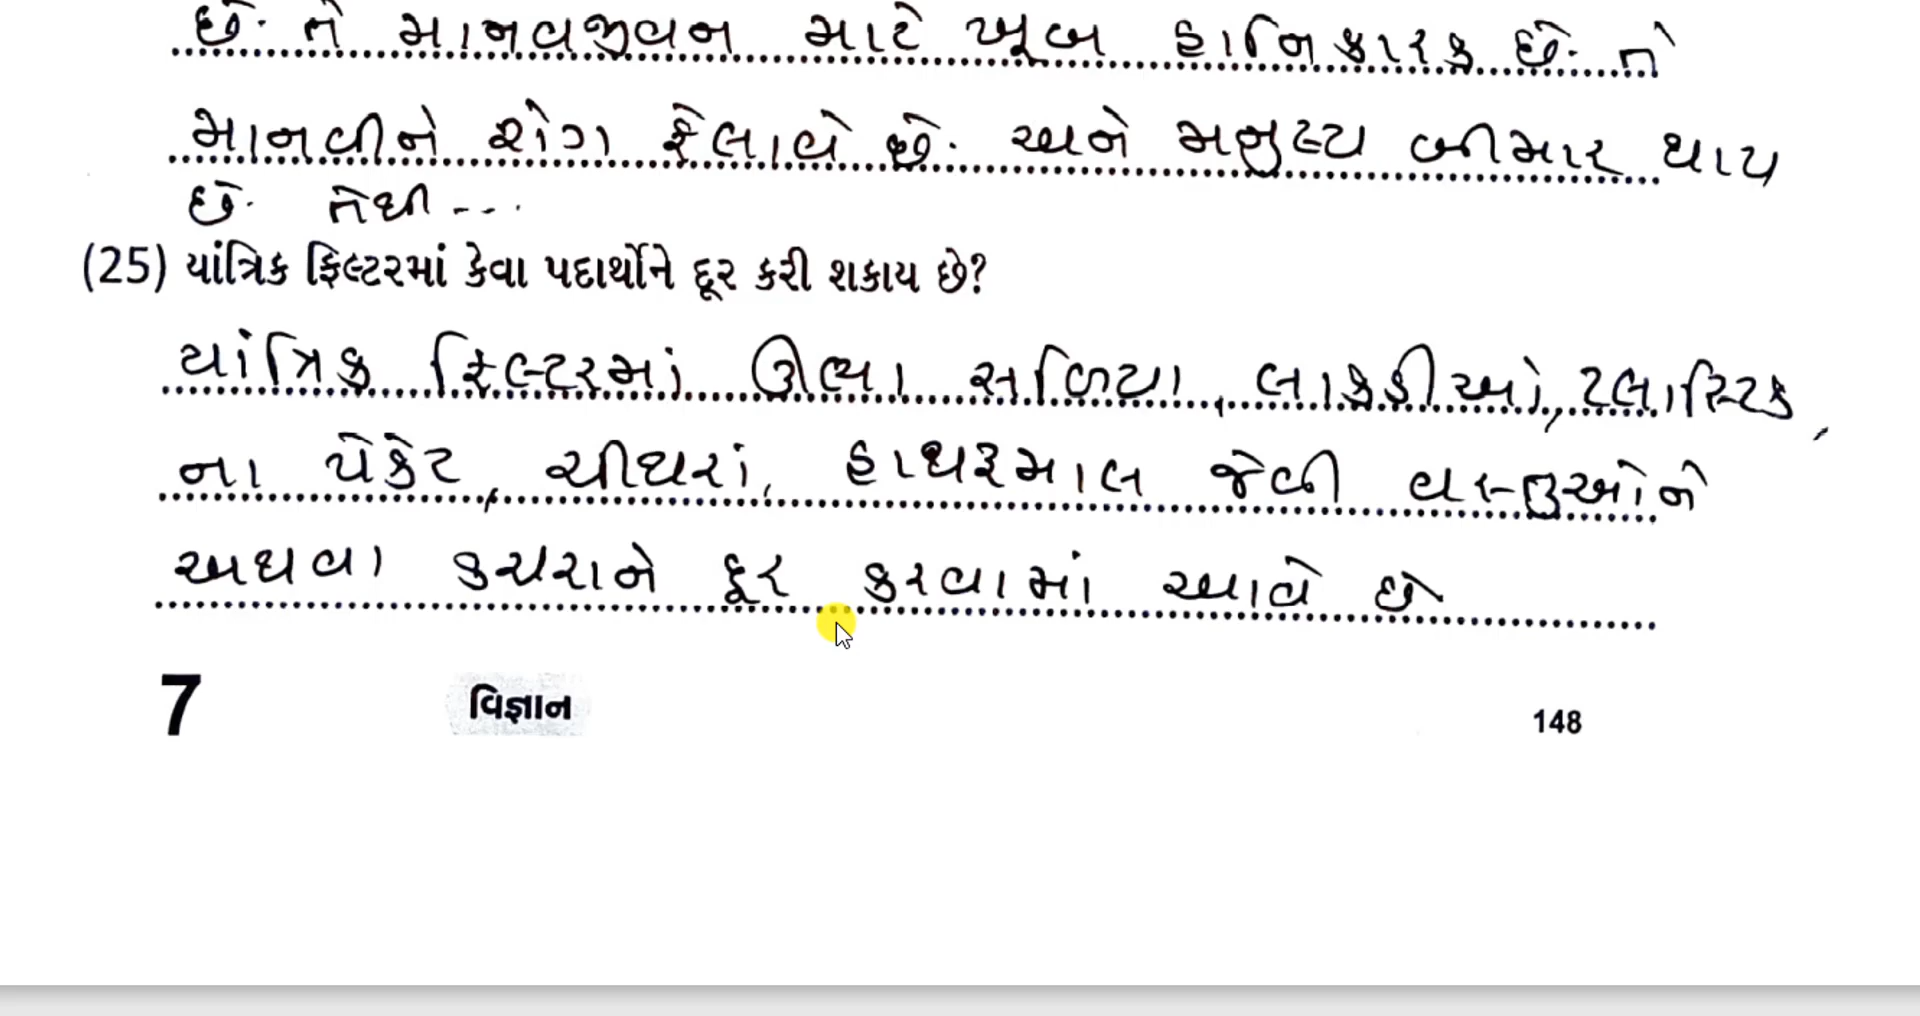 છે. તે માનવજીવન માટે ખૂબ હાનિકારક છે. તે
માનવીને રોગ ફેલાવે છે. અને મનુષ્ય બીમાર થાય
છે. તેથી ---.
(25) યાંત્રિક ફિલ્ટરમાં કેવા પદાર્થોને દૂર કરી શકાય છે?
યાંત્રિક ફિલ્ટરમાં ઊભા સળિયા, લાકડીઓ, પ્લાસ્ટિક
ના પેકેટ, ચીથરાં, હાથરૂમાલ જેવી વસ્તુઓને
અથવા કચરાને દૂર કરવામાં આવે છે
7 વિજ્ઞાન 148